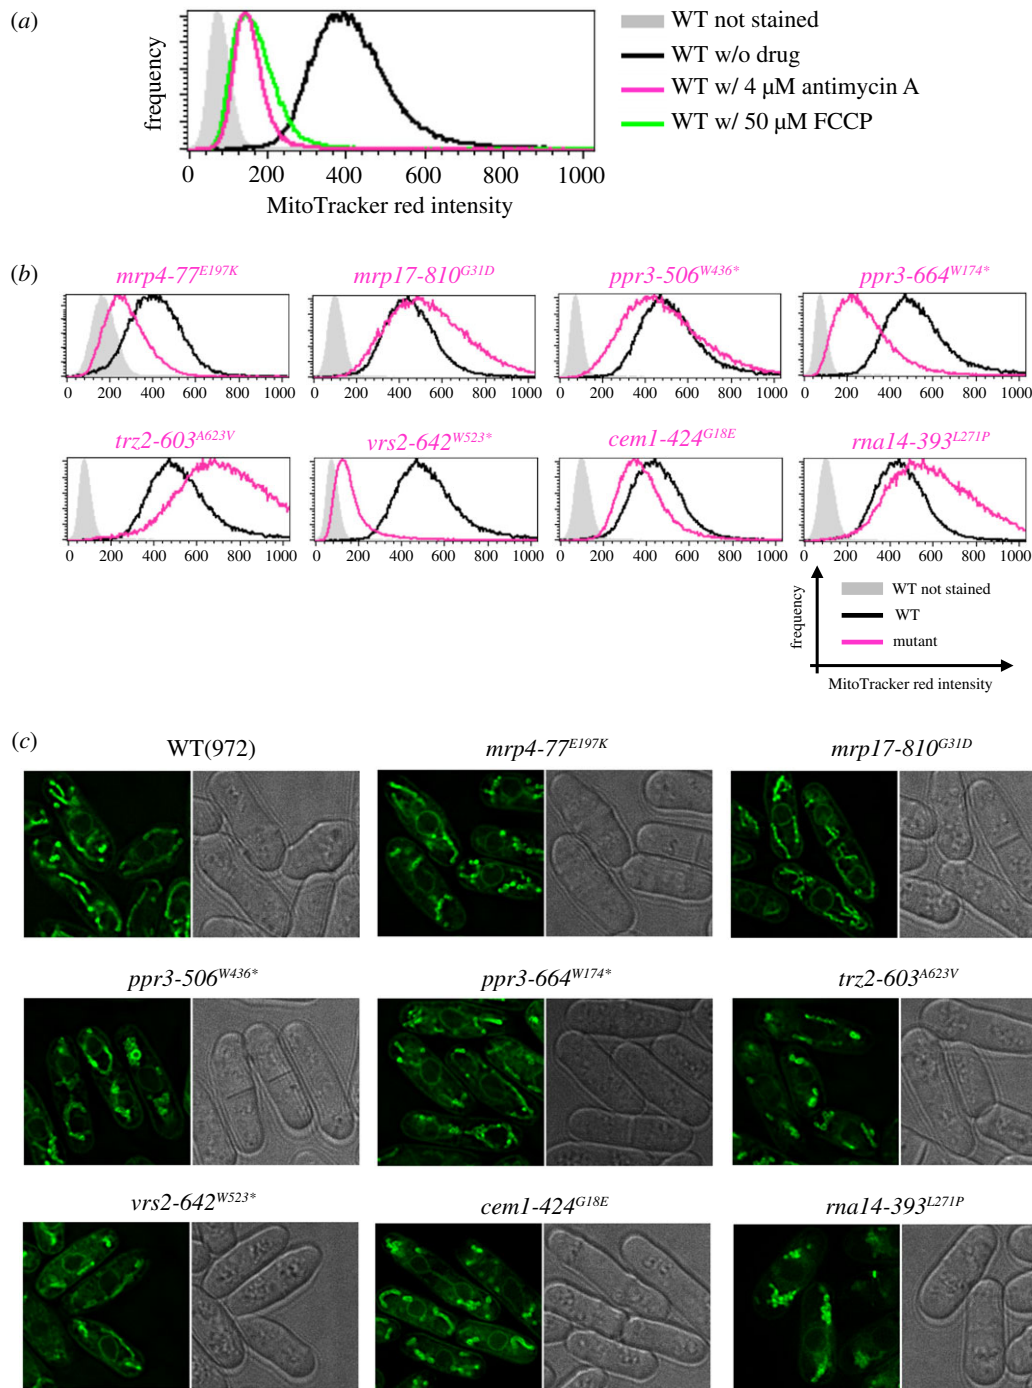 (a)
frequency
0 200 400 600 800 1000
MitoTracker red intensity
WT not stained
WT w/o drug
WT w/ 4 µM antimycin A
WT w/ 50 µM FCCP
(b)
mrp4-77E197K
mrp17-810G31D
ppr3-506W436*
ppr3-664W174*
0 200 400 600 800 1000
0 200 400 600 800 1000
0 200 400 600 800 1000
0 200 400 600 800 1000
trz2-603A623V
vrs2-642W523*
cem1-424G18E
rna14-393L271P
0 200 400 600 800 1000
0 200 400 600 800 1000
0 200 400 600 800 1000
0 200 400 600 800 1000
frequency
WT not stained
WT
mutant
MitoTracker red intensity
(c)
WT(972)
mrp4-77E197K
mrp17-810G31D
ppr3-506W436*
ppr3-664W174*
trz2-603A623V
vrs2-642W523*
cem1-424G18E
rna14-393L271P